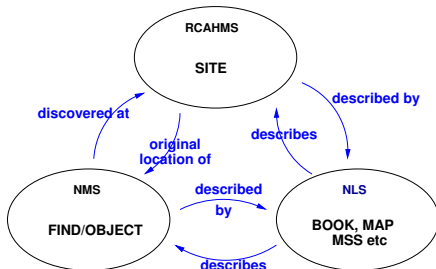 RCAHMS
SITE
discovered at
described by
original
location of
describes
NMS
FIND/OBJECT
described
by
NLS
BOOK, MAP
MSS etc
describes